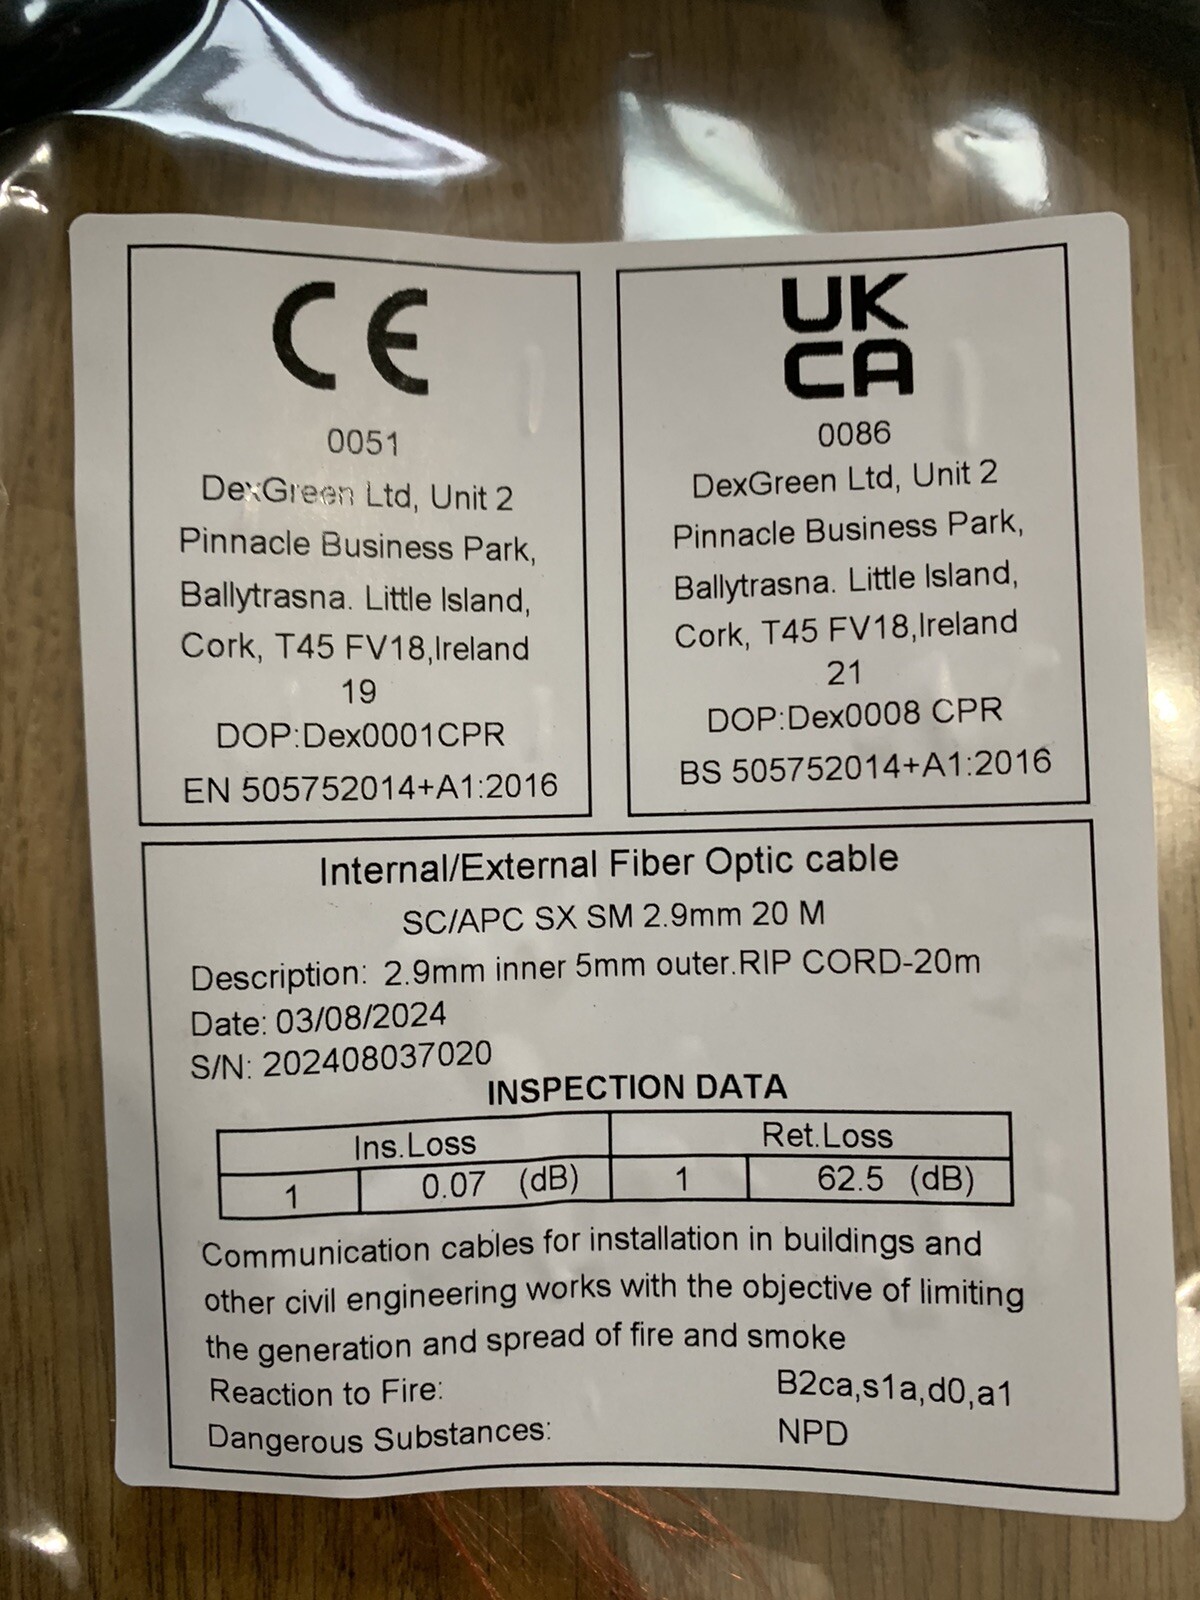 CE
0051
DexGreen Ltd, Unit 2
Pinnacle Business Park,
Ballytrasna. Little Island,
Cork, T45 FV18,Ireland
19
DOP:Dex0001CPR
EN 505752014+A1:2016
UK
CA
0086
DexGreen Ltd, Unit 2
Pinnacle Business Park,
Ballytrasna. Little Island,
Cork, T45 FV18,Ireland
21
DOP:Dex0008 CPR
BS 505752014+A1:2016
Internal/External Fiber Optic cable
SC/APC SX SM 2.9mm 20 M
Description: 2.9mm inner 5mm outer.RIP CORD-20m
Date: 03/08/2024
S/N: 202408037020
INSPECTION DATA
Ins.Loss Ret.Loss
1 0.07 (dB) 1 62.5 (dB)
Communication cables for installation in buildings and
other civil engineering works with the objective of limiting
the generation and spread of fire and smoke
Reaction to Fire: B2ca,s1a,d0,a1
Dangerous Substances: NPD